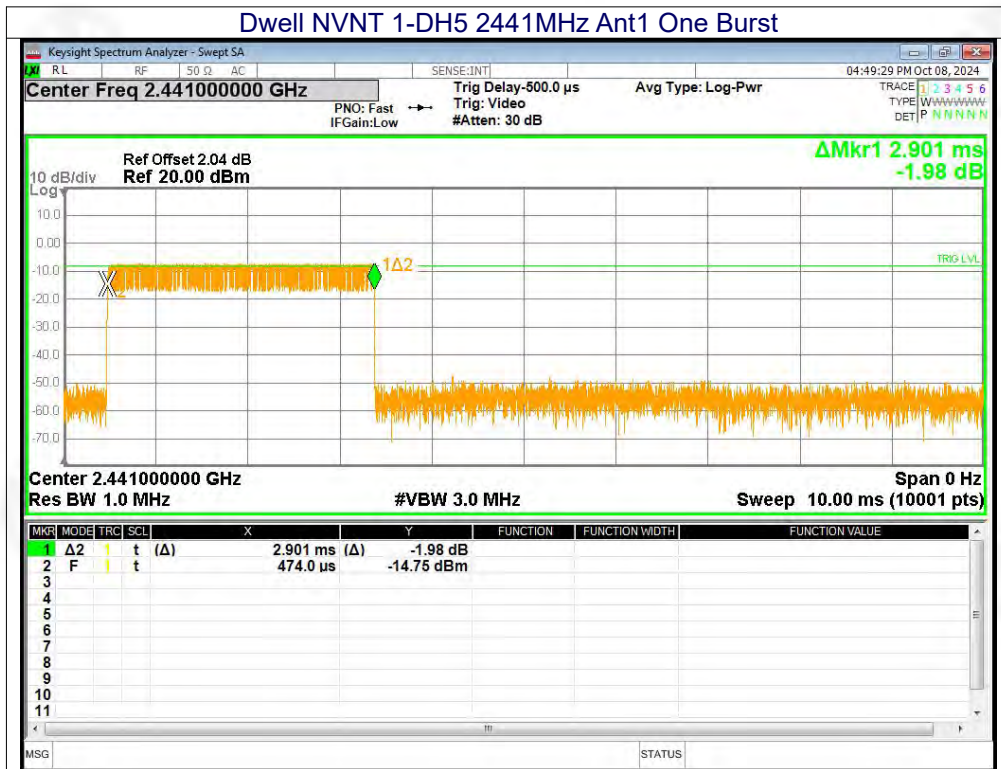 Dwell NVNT 1-DH5 2441MHz Ant1 One Burst
Keysight Spectrum Analyzer - Swept SA
LXI RL RF 50 Ω AC SENSE:INT 04:49:29 PM Oct 08, 2024
Center Freq 2.441000000 GHz
PNO: Fast
IFGain:Low
Trig Delay-500.0 µs
Trig: Video
#Atten: 30 dB
Avg Type: Log-Pwr
TRACE 1 2 3 4 5 6
TYPE WWWWWW
DET P N N N N N
ΔMkr1 2.901 ms
-1.98 dB
Ref Offset 2.04 dB
10 dB/div Ref 20.00 dBm
Log
10.0
0.00
TRIG LVL
-10.0
1Δ2
2
-20.0
-30.0
-40.0
-50.0
-60.0
-70.0
Center 2.441000000 GHz Span 0 Hz
Res BW 1.0 MHz #VBW 3.0 MHz Sweep 10.00 ms (10001 pts)
MKR MODE TRC SCL X Y FUNCTION FUNCTION WIDTH FUNCTION VALUE
1 Δ2 1 t (Δ) 2.901 ms (Δ) -1.98 dB
2 F 1 t 474.0 µs -14.75 dBm
3
4
5
6
7
8
9
10
11
MSG STATUS